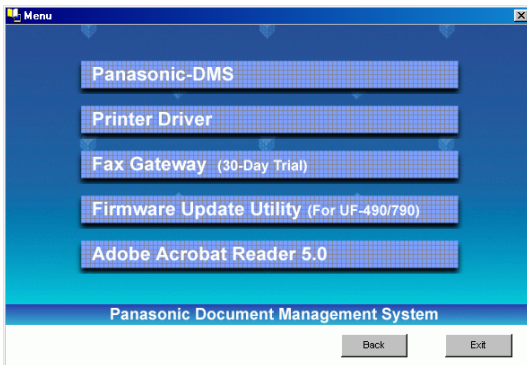 Menu
Panasonic-DMS
Printer Driver
Fax Gateway (30-Day Trial)
Firmware Update Utility (For UF-490/790)
Adobe Acrobat Reader 5.0
Panasonic Document Management System
Back Exit